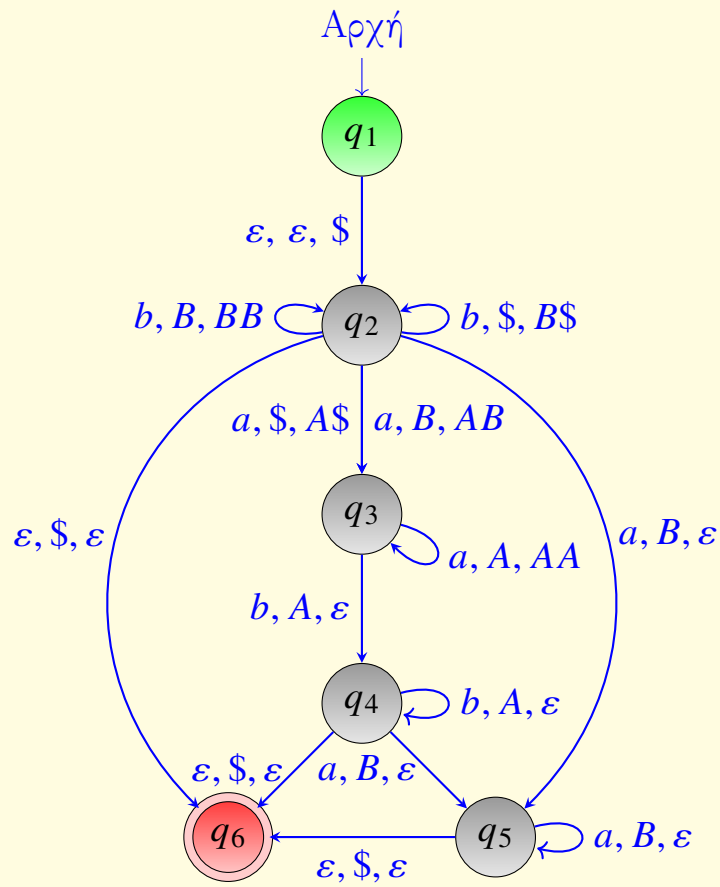 Αρχή
q1
ε, ε, $
b, B, BB
q2
b, $, B$
a, $, A$
a, B, AB
q3
ε, $, ε
a, B, ε
a, A, AA
b, A, ε
q4
b, A, ε
ε, $, ε
a, B, ε
q6
q5
a, B, ε
ε, $, ε